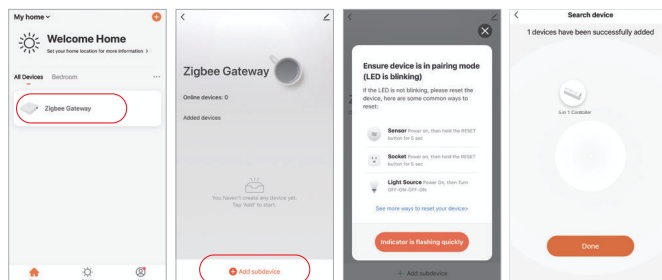 My home
Welcome Home
Set your home location for more information >
All Devices Bedroom ...
Zigbee Gateway
Zigbee Gateway
Online devices: 0
Added devices
You haven't create any device yet.
Tap 'Add' to start.
Add subdevice
Ensure device is in pairing mode
(LED is blinking)
If the LED is not blinking, please reset the
device, here are some common ways to
reset:
Sensor Power on, then hold the RESET
button for 5 sec
Socket Power on, then hold the RESET
button for 5 sec
Light Source Power On, then Turn
OFF-ON-OFF-ON
See more ways to reset your device>
Indicator is flashing quickly
+ Add subdevice
Search device
1 devices have been successfully added
5 in 1 Controller
Done